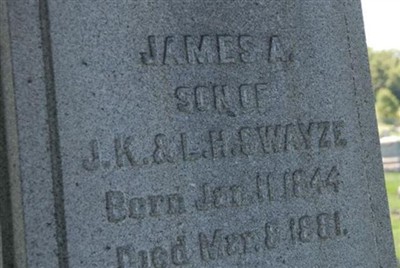 JAMES A.
SON OF
J.K. & L.H. SWAYZE
Born Jan. 11, 1844
Died Mar. 8 1881.